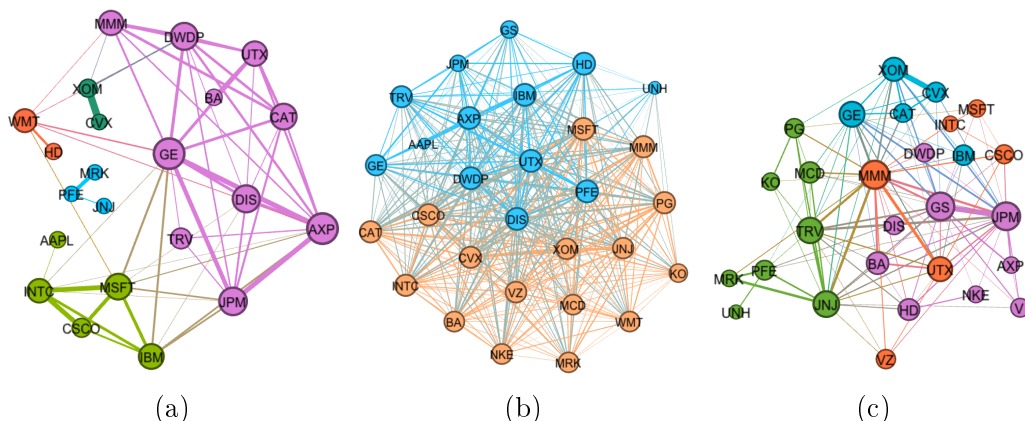 MMM
DWDP
UTX
XOM
BA
CVX
CAT
WMT
HD
GE
MRK
PFE
JNJ
DIS
AXP
AAPL
TRV
INTC
MSFT
JPM
CSCO
IBM
(a)
GS
JPM
HD
UNH
TRV
IBM
AXP
MSFT
AAPL
MMM
GE
UTX
DWDP
PFE
PG
CSCO
DIS
CAT
XOM
JNJ
CVX
KO
INTC
VZ
MCD
BA
WMT
NKE
MRK
(b)
XOM
CVX
MSFT
GE
CAT
INTC
PG
DWDP
IBM
CSCO
MCD
MMM
KO
GS
JPM
TRV
DIS
BA
AXP
MRK
PFE
UTX
UNH
JNJ
NKE
HD
V
VZ
(c)